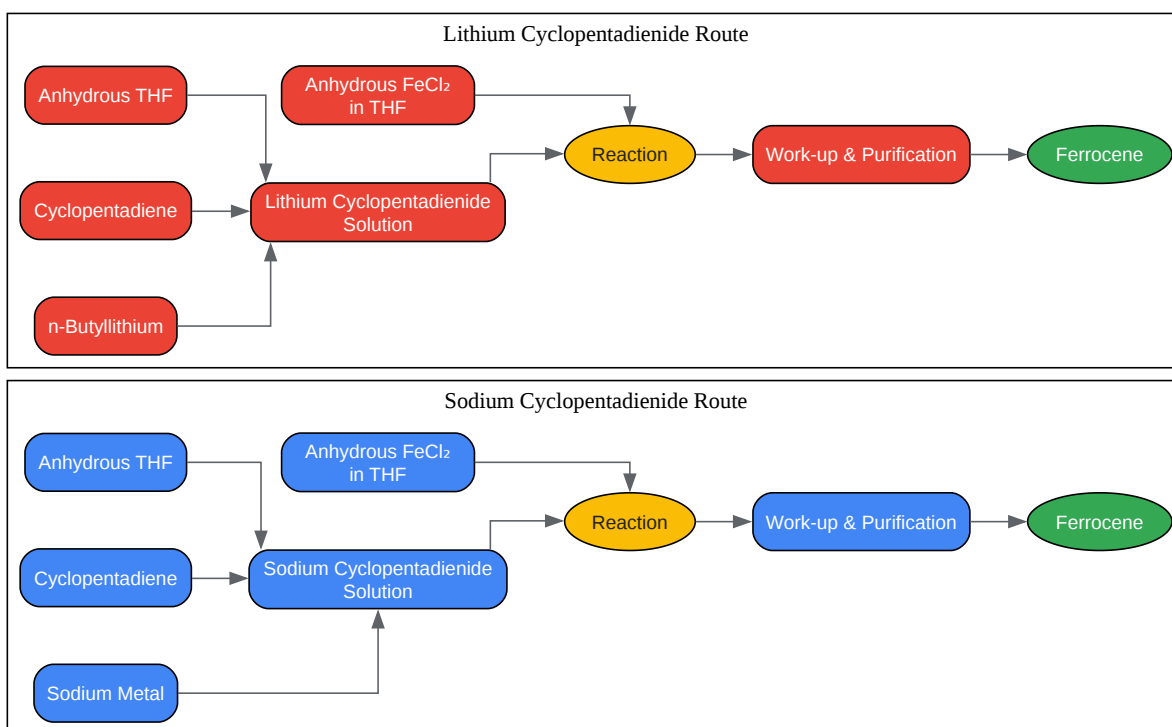 Lithium Cyclopentadienide Route
Anhydrous THF
Anhydrous FeCl₂
in THF
Reaction
Work-up & Purification
Ferrocene
Cyclopentadiene
Lithium Cyclopentadienide
Solution
n-Butyllithium
Sodium Cyclopentadienide Route
Anhydrous THF
Anhydrous FeCl₂
in THF
Reaction
Work-up & Purification
Ferrocene
Cyclopentadiene
Sodium Cyclopentadienide
Solution
Sodium Metal